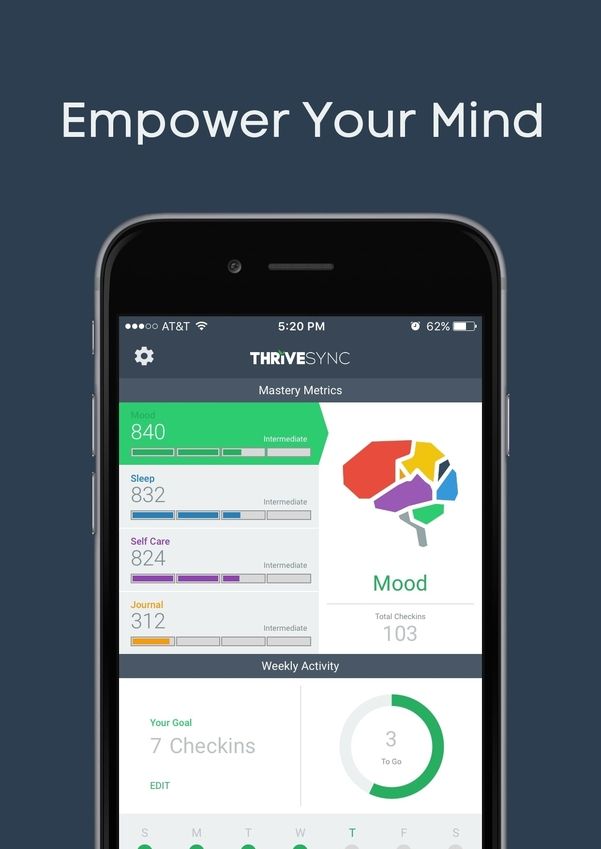 Empower Your Mind
AT&T 5:20 PM 62%
THRIVESYNC
Mastery Metrics
Mood
840
Intermediate
Sleep
832
Intermediate
Self Care
824
Intermediate
Journal
312
Intermediate
Mood
Total Checkins
103
Weekly Activity
Your Goal
7 Checkins
EDIT
3
To Go
S M T W T F S